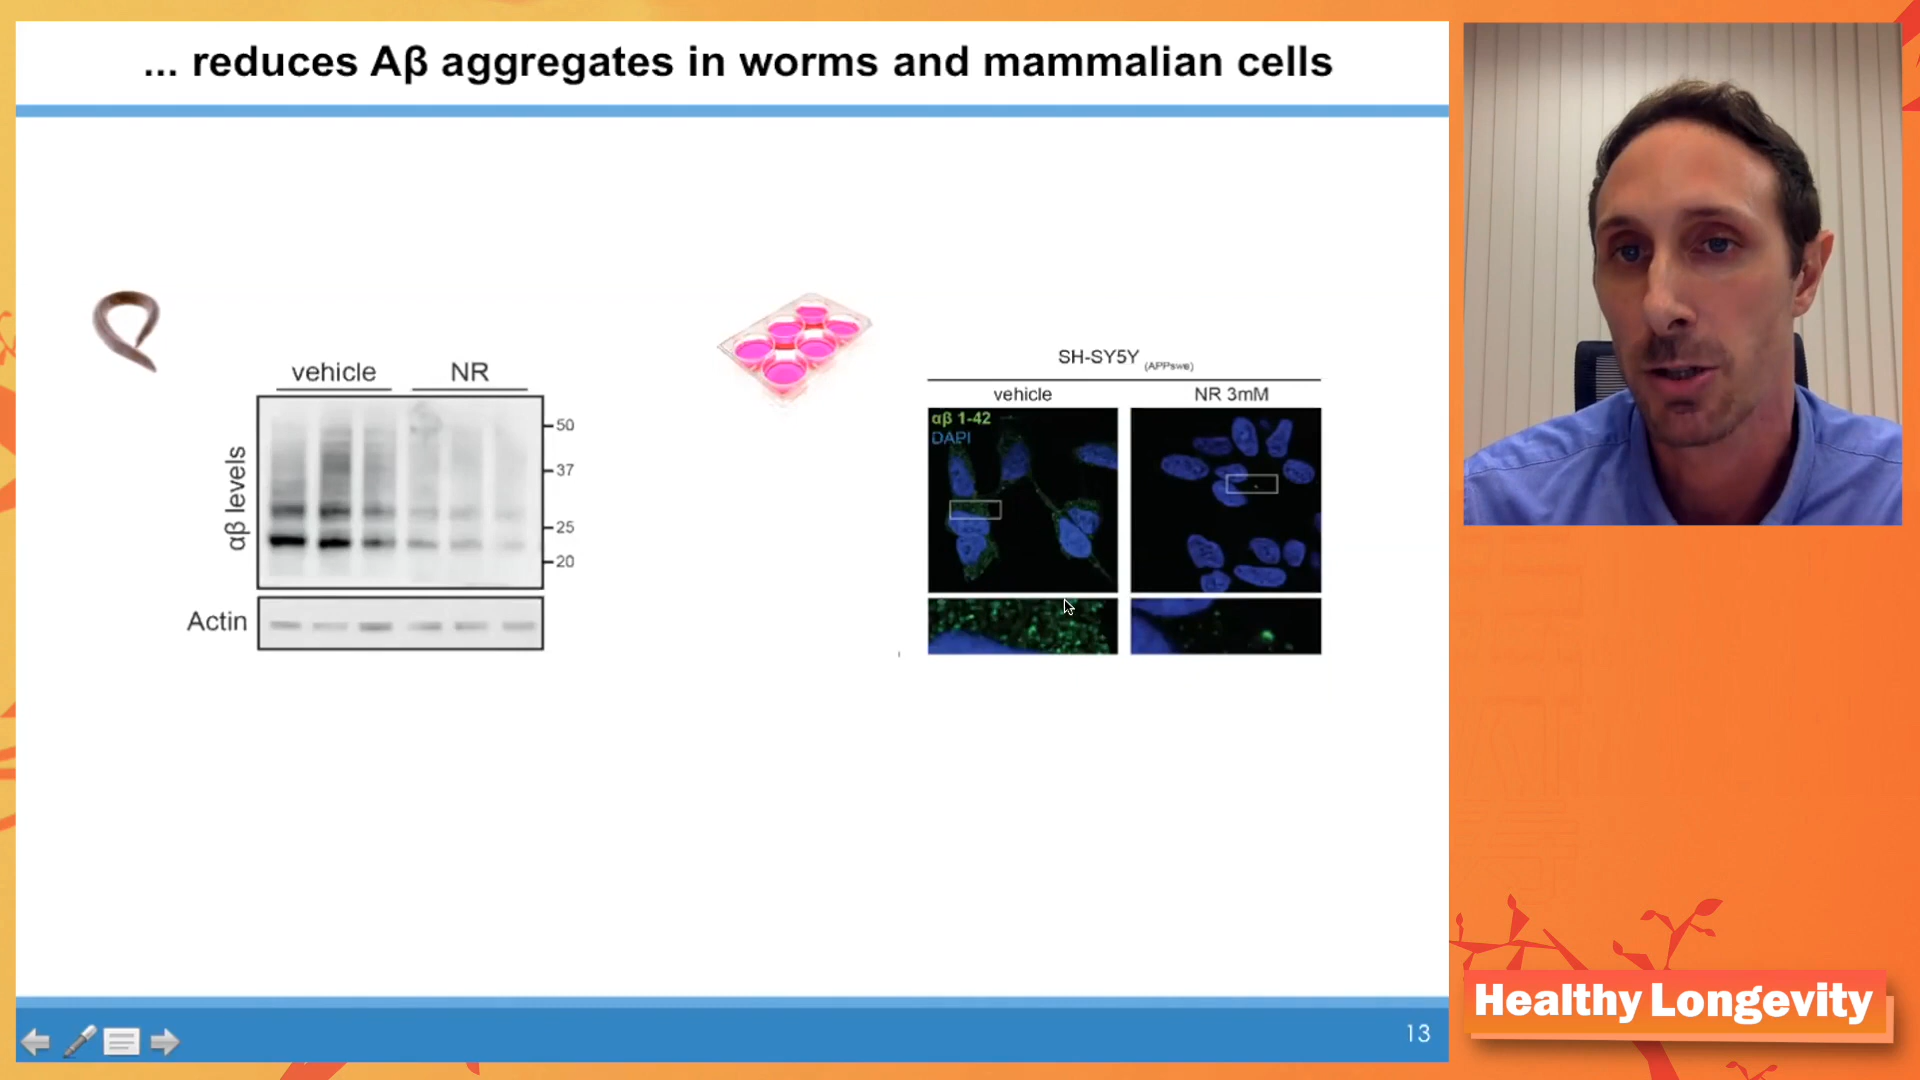 ... reduces Aβ aggregates in worms and mammalian cells
vehicle NR
αβ levels
50
37
25
20
Actin
SH-SY5Y (APPswe)
vehicle NR 3mM
αβ 1-42
DAPI
13
Healthy Longevity